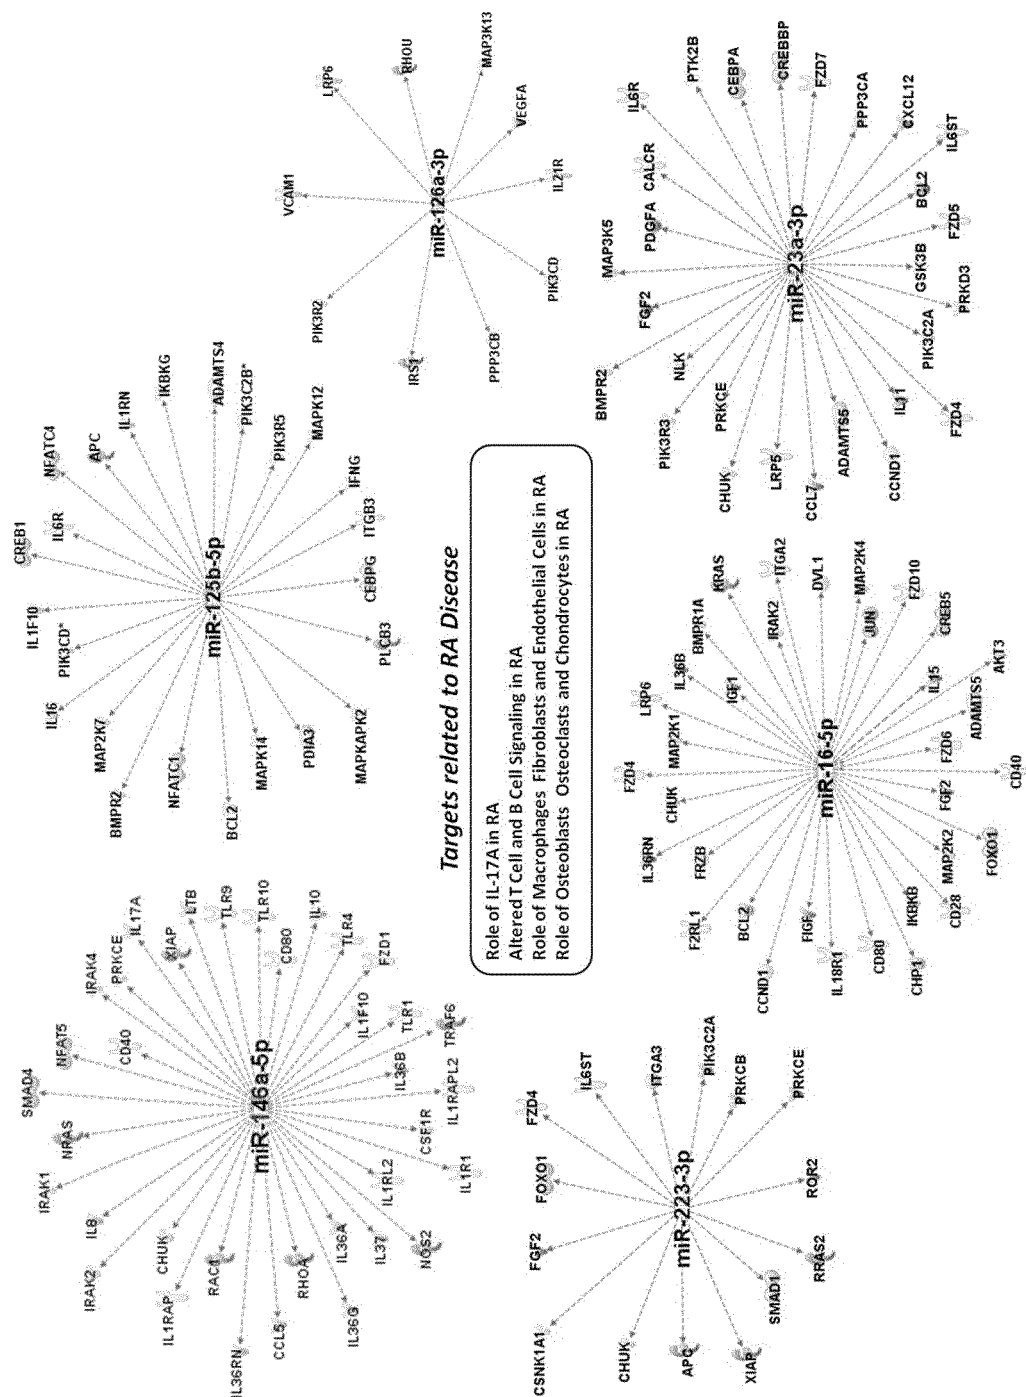 miR-146a-5p
SMAD4
NFAT5
IRAK4
PRKCE
IL17A
XIAP
LTB
TLR9
TLR10
CD80
IL10
TLR4
FZD1
IL1F10
TLR1
TRAF6
IL36B
IL1RAPL2
CSF1R
IL1R1
IL1RL2
NOS2
IL37
IL36A
IL36G
RHOA
CCL5
IL36RN
RAC1
IL1RAP
CHUK
IRAK2
IL8
IRAK1
NRAS
CD40
miR-125b-5p
CREB1
IL6R
NFATC4
APC
IL1RN
IKBKG
ADAMTS4
PIK3C2B*
PIK3R5
MAPK12
IFNG
ITGB3
CEBPG
PLCB3
MAPKAPK2
PDIA3
MAPK14
BCL2
NFATC1
BMPR2
MAP2K7
IL16
PIK3CD*
IL1F10
miR-126a-3p
VCAM1
LRP6
RHOU
MAP3K13
VEGFA
IL21R
PIK3CD
PPP3CB
IRS1
PIK3R2
Targets related to RA Disease
Role of IL-17A in RA
Altered T Cell and B Cell Signaling in RA
Role of Macrophages Fibroblasts and Endothelial Cells in RA
Role of Osteoblasts Osteoclasts and Chondrocytes in RA
miR-223-3p
FGF2
FOXO1
FZD4
IL6ST
ITGA3
PIK3C2A
PRKCB
PRKCE
ROR2
RRAS2
SMAD1
XIAP
APC
CHUK
CSNK1A1
miR-16-5p
FZD4
MAP2K1
LRP6
IL36B
IGF1
BMPR1A
KRAS
IRAK2
ITGA2
DVL1
MAP2K4
JUN
FZD10
CREB5
IL15
AKT3
ADAMTS5
FZD6
CD40
FGF2
FOXO1
MAP2K2
CD28
IKBKB
CHP1
CD80
IL18R1
FIGF
CCND1
BCL2
F2RL1
FRZB
IL36RN
CHUK
miR-23a-3p
MAP3K5
PDGFA
CALCR
IL6R
PTK2B
CEBPA
CREBBP
FZD7
PPP3CA
CXCL12
IL6ST
BCL2
FZD5
GSK3B
PRKD3
PIK3C2A
FZD4
IL11
CCND1
ADAMTS5
CCL7
LRP5
CHUK
PRKCE
PIK3R3
NLK
BMPR2
FGF2